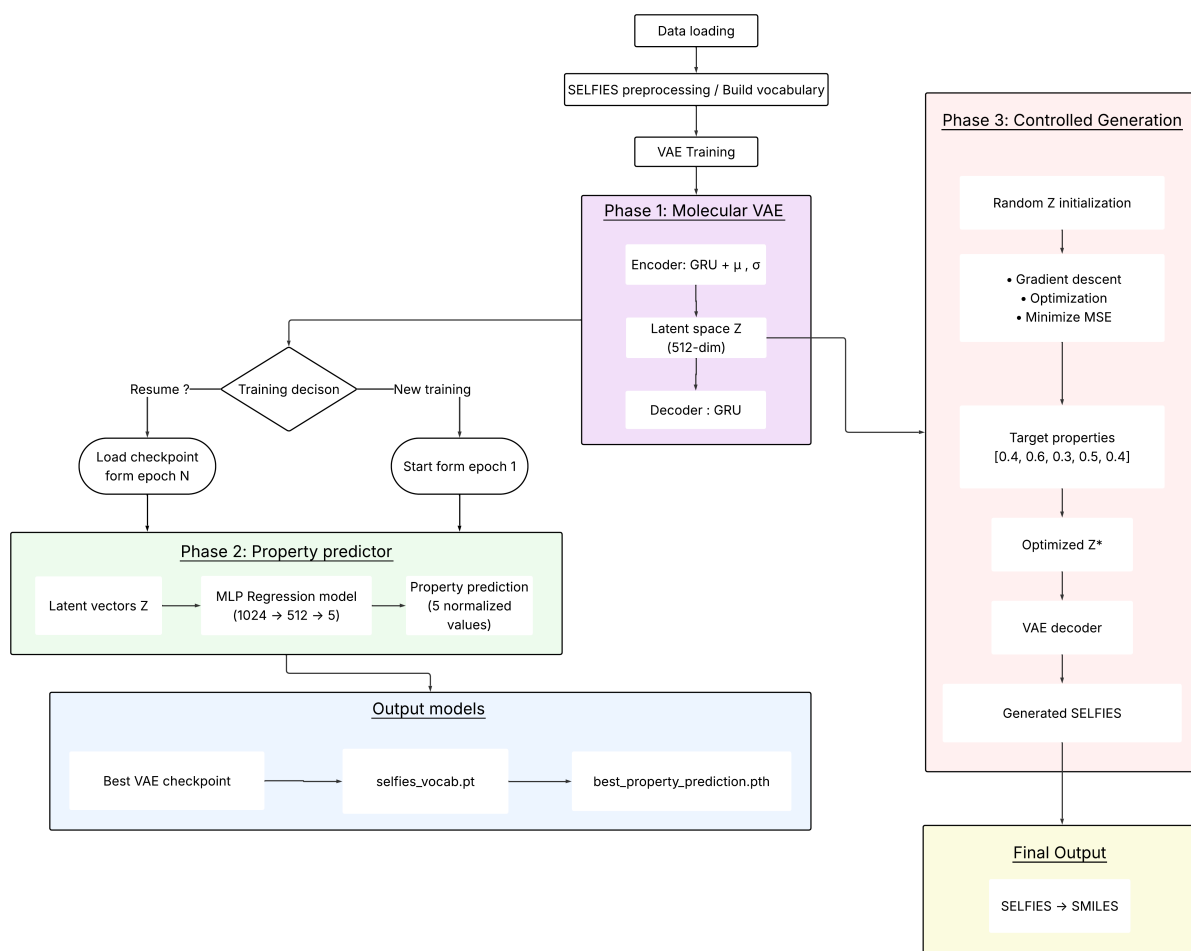 Data loading
SELFIES preprocessing / Build vocabulary
VAE Training
Phase 1: Molecular VAE
Encoder: GRU + μ , σ
Latent space Z
(512-dim)
Decoder : GRU
Training decison
Resume ?
New training
Load checkpoint
form epoch N
Start form epoch 1
Phase 2: Property predictor
Latent vectors Z
MLP Regression model
(1024 → 512 → 5)
Property prediction
(5 normalized
values)
Output models
Best VAE checkpoint
selfies_vocab.pt
best_property_prediction.pth
Phase 3: Controlled Generation
Random Z initialization
• Gradient descent
• Optimization
• Minimize MSE
Target properties
[0.4, 0.6, 0.3, 0.5, 0.4]
Optimized Z*
VAE decoder
Generated SELFIES
Final Output
SELFIES → SMILES